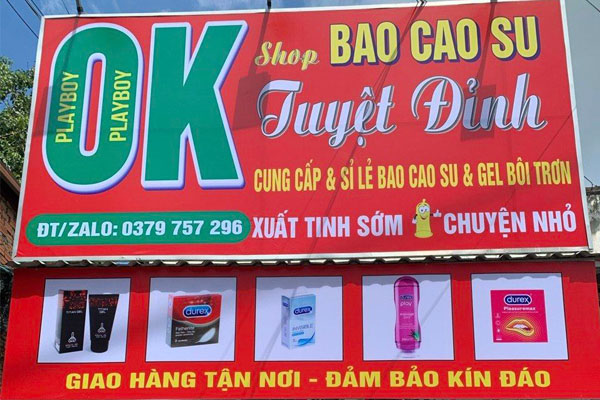 OK
PLAYBOY
PLAYBOY
Shop BAO CAO SU
Tuyệt Đỉnh
CUNG CẤP & SỈ LẺ BAO CAO SU & GEL BÔI TRƠN
ĐT/ZALO: 0379 757 296
XUẤT TINH SỚM CHUYỆN NHỎ
durex
durex
play
durex
Pleasuremax
GIAO HÀNG TẬN NƠI - ĐẢM BẢO KÍN ĐÁO